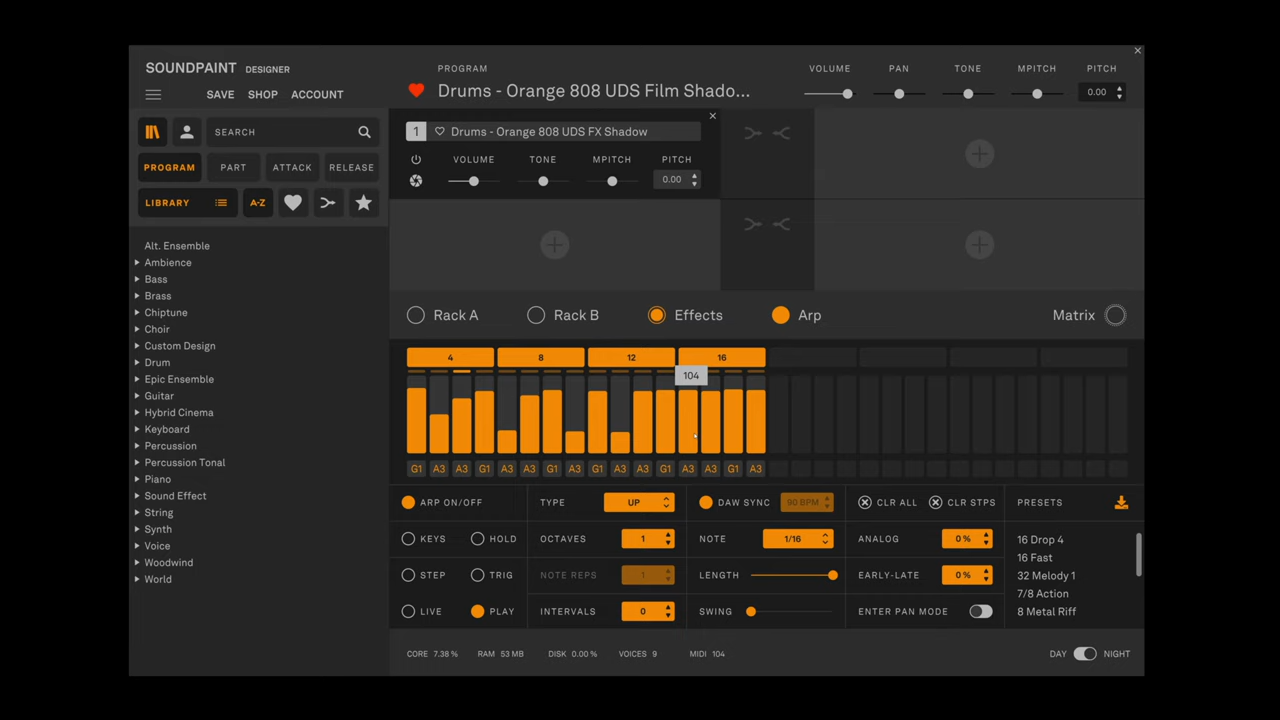 SOUNDPAINT DESIGNER
SAVE SHOP ACCOUNT
PROGRAM
Drums - Orange 808 UDS Film Shado...
VOLUME PAN TONE MPITCH PITCH
0.00
SEARCH
PROGRAM PART ATTACK RELEASE
LIBRARY A-Z
Alt. Ensemble
Ambience
Bass
Brass
Chiptune
Choir
Custom Design
Drum
Epic Ensemble
Guitar
Hybrid Cinema
Keyboard
Percussion
Percussion Tonal
Piano
Sound Effect
String
Synth
Voice
Woodwind
World
1 Drums - Orange 808 UDS FX Shadow
VOLUME TONE MPITCH PITCH
0.00
Rack A Rack B Effects Arp Matrix
4 8 12 16
104
G1 A3 A3 G1 A3 A3 G1 A3 G1 A3 A3 G1 A3 A3 G1 A3
ARP ON/OFF TYPE UP DAW SYNC 90 BPM CLR ALL CLR STPS PRESETS
KEYS HOLD OCTAVES 1 NOTE 1/16 ANALOG 0 % 16 Drop 4
16 Fast
STEP TRIG NOTE REPS 1 LENGTH EARLY-LATE 0 % 32 Melody 1
7/8 Action
LIVE PLAY INTERVALS 0 SWING ENTER PAN MODE 8 Metal Riff
CORE 7.38 % RAM 53 MB DISK 0.00 % VOICES 9 MIDI 104 DAY NIGHT